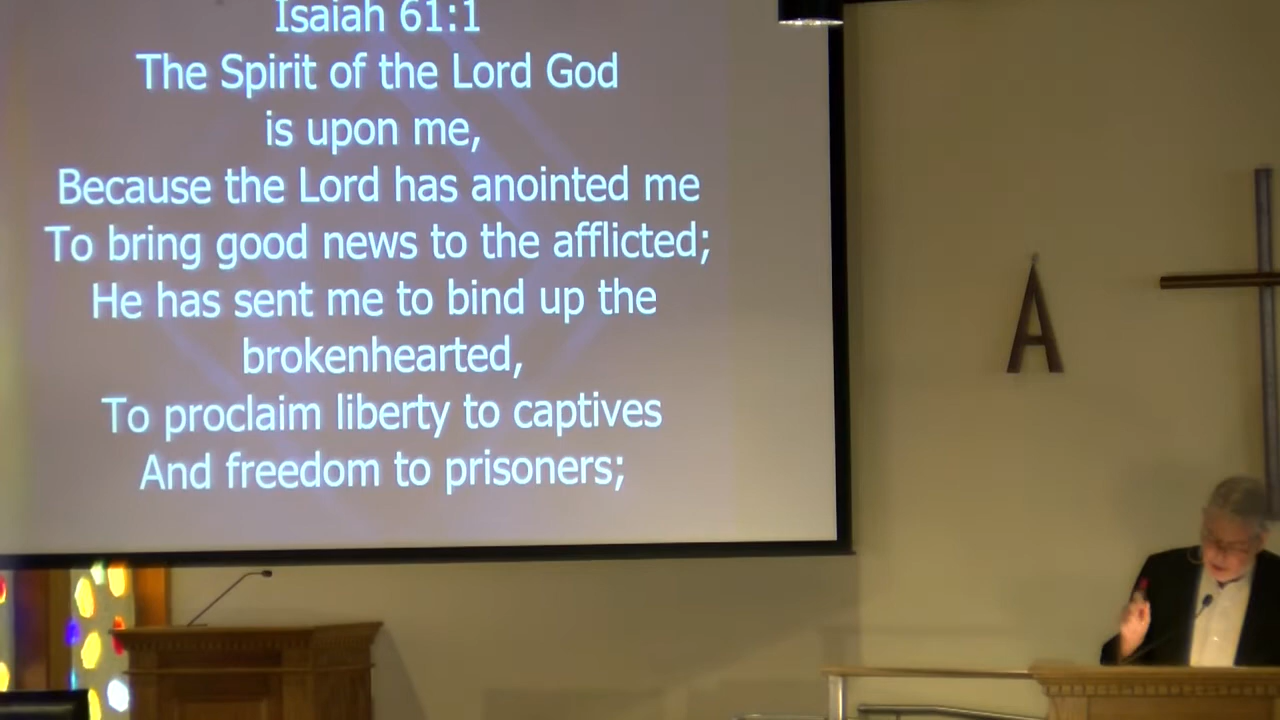 Isaiah 61:1
The Spirit of the Lord God
is upon me,
Because the Lord has anointed me
To bring good news to the afflicted;
He has sent me to bind up the
brokenhearted,
To proclaim liberty to captives
And freedom to prisoners;
A